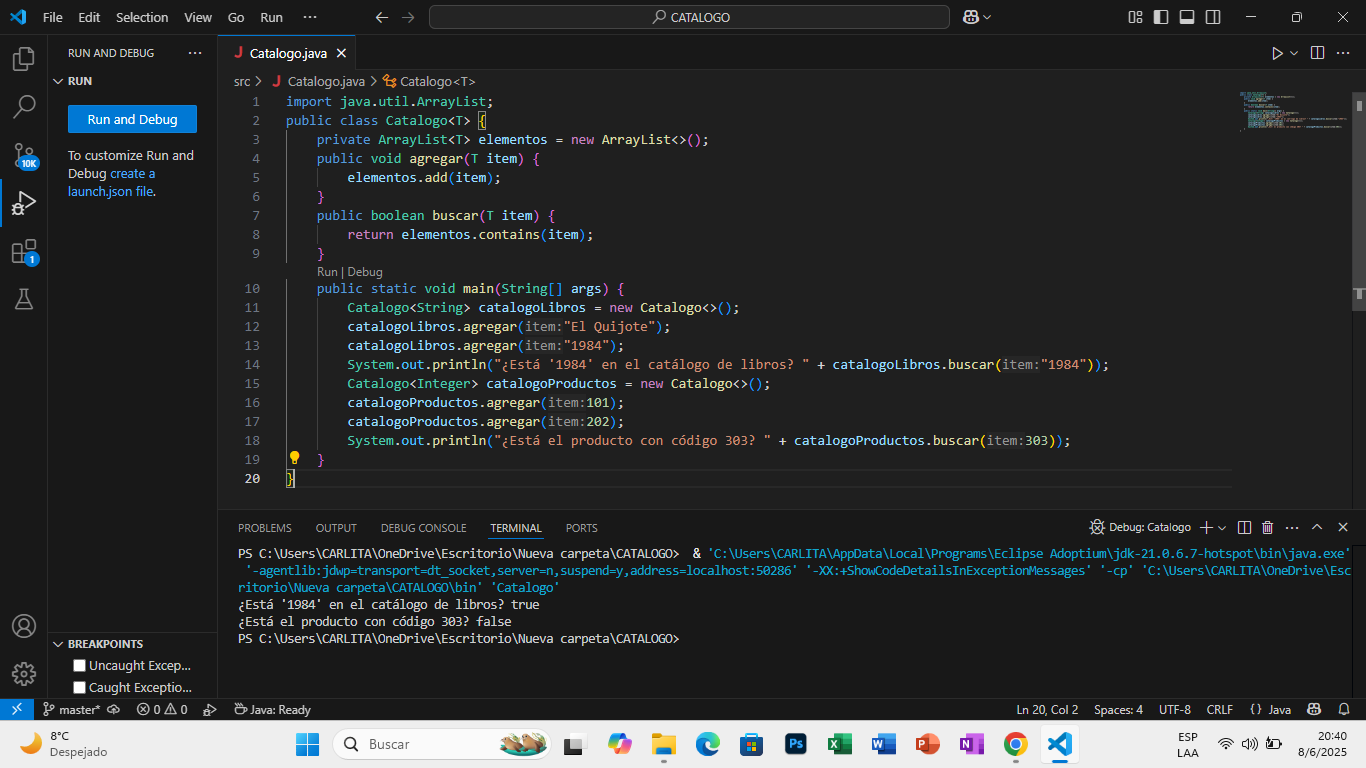 File Edit Selection View Go Run ··· CATALOGO
RUN AND DEBUG ···
RUN
Run and Debug
To customize Run and
Debug create a
launch.json file.
10K
1
Catalogo.java
src > Catalogo.java > Catalogo<T>
1 import java.util.ArrayList;
2 public class Catalogo<T> {
3 private ArrayList<T> elementos = new ArrayList<>();
4 public void agregar(T item) {
5 elementos.add(item);
6 }
7 public boolean buscar(T item) {
8 return elementos.contains(item);
9 }
Run | Debug
10 public static void main(String[] args) {
11 Catalogo<String> catalogoLibros = new Catalogo<>();
12 catalogoLibros.agregar(item:"El Quijote");
13 catalogoLibros.agregar(item:"1984");
14 System.out.println("¿Está '1984' en el catálogo de libros? " + catalogoLibros.buscar(item:"1984"));
15 Catalogo<Integer> catalogoProductos = new Catalogo<>();
16 catalogoProductos.agregar(item:101);
17 catalogoProductos.agregar(item:202);
18 System.out.println("¿Está el producto con código 303? " + catalogoProductos.buscar(item:303));
19 }
20 }
PROBLEMS OUTPUT DEBUG CONSOLE TERMINAL PORTS Debug: Catalogo
PS C:\Users\CARLITA\OneDrive\Escritorio\Nueva carpeta\CATALOGO> & 'C:\Users\CARLITA\AppData\Local\Programs\Eclipse Adoptium\jdk-21.0.6.7-hotspot\bin\java.exe'
'-agentlib:jdwp=transport=dt_socket,server=n,suspend=y,address=localhost:50286' '-XX:+ShowCodeDetailsInExceptionMessages' '-cp' 'C:\Users\CARLITA\OneDrive\Esc
ritorio\Nueva carpeta\CATALOGO\bin' 'Catalogo'
¿Está '1984' en el catálogo de libros? true
¿Está el producto con código 303? false
PS C:\Users\CARLITA\OneDrive\Escritorio\Nueva carpeta\CATALOGO>
BREAKPOINTS
Uncaught Excep...
Caught Exceptio...
master* 0 0 Java: Ready Ln 20, Col 2 Spaces: 4 UTF-8 CRLF {} Java
8°C
Despejado
Buscar
Ps
ESP
LAA
20:40
8/6/2025